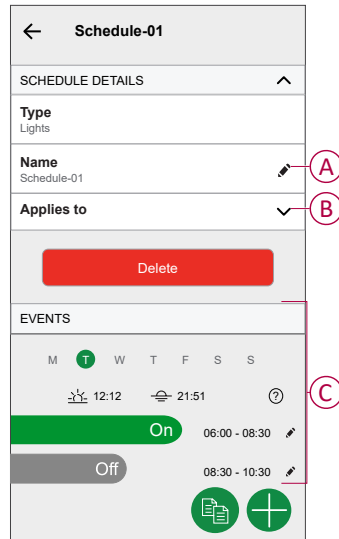 Schedule-01
SCHEDULE DETAILS
Type
Lights
Name
Schedule-01
A
Applies to
B
Delete
EVENTS
M T W T F S S
12:12 21:51 ?
C
On 06:00 - 08:30
Off 08:30 - 10:30